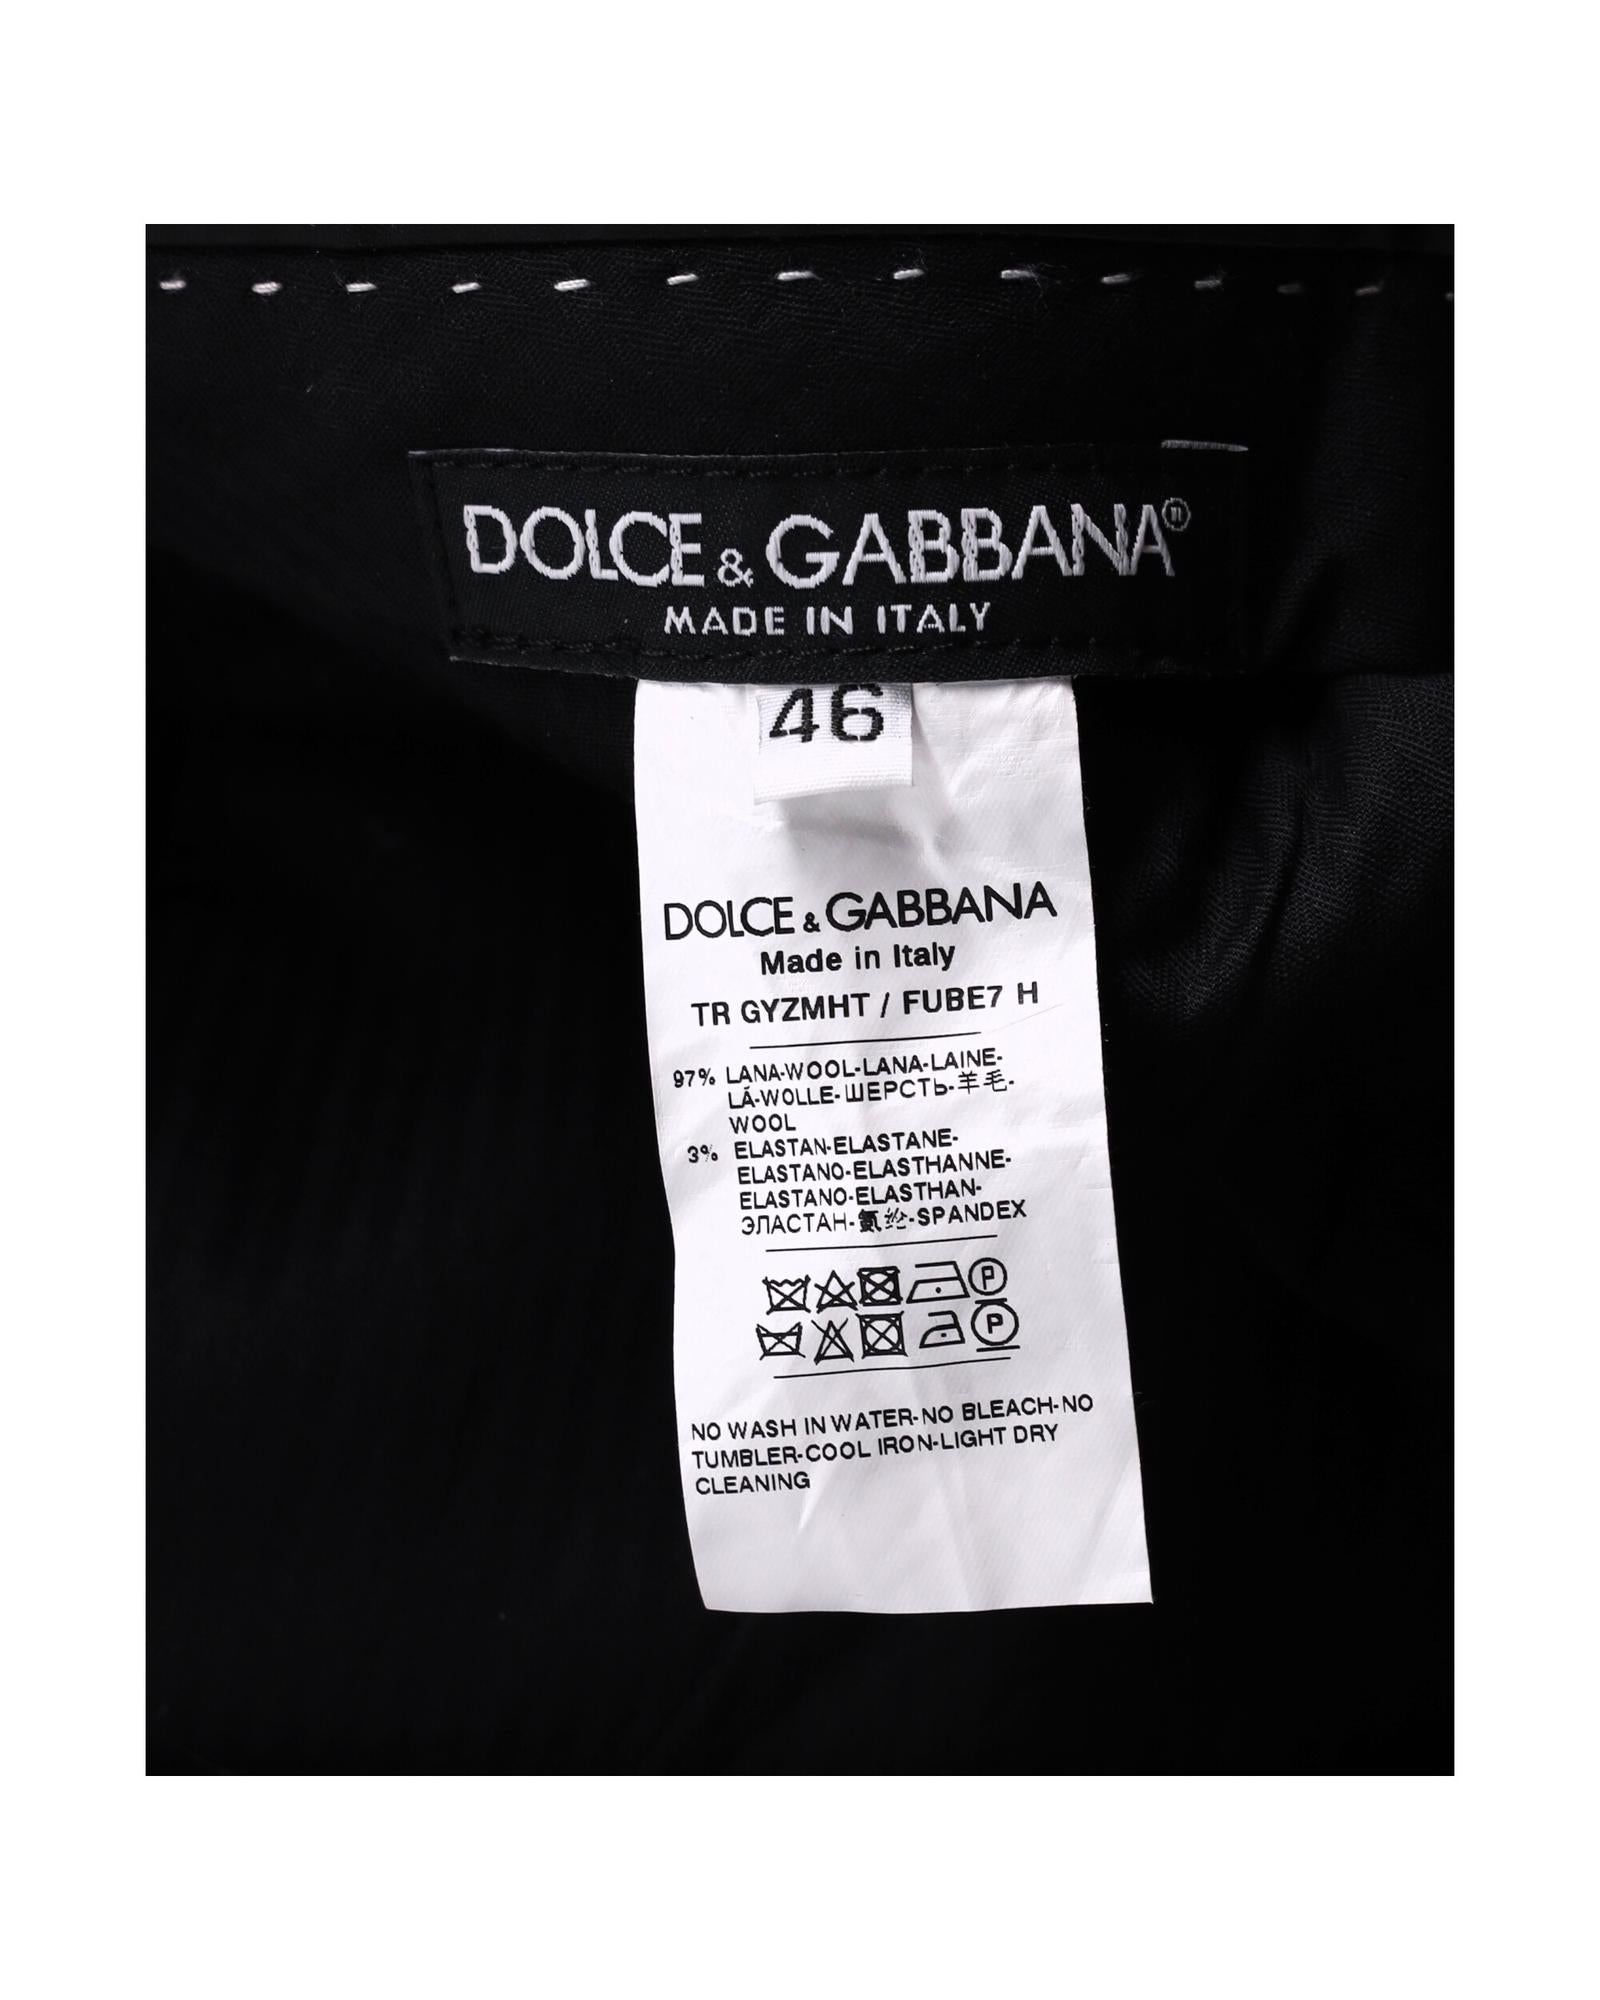 DOLCE & GABBANA®
MADE IN ITALY
46
DOLCE & GABBANA
Made in Italy
TR GYZMHT / FUBE7 H
97% LANA-WOOL-LANA-LAINE-
LÃ-WOLLE-ШЕРСТЬ-羊毛-
WOOL
3% ELASTAN-ELASTANE-
ELASTANO-ELASTHANNE-
ELASTANO-ELASTHAN-
ЭЛАСТАН-氨纶-SPANDEX
P
P
NO WASH IN WATER-NO BLEACH-NO
TUMBLER-COOL IRON-LIGHT DRY
CLEANING